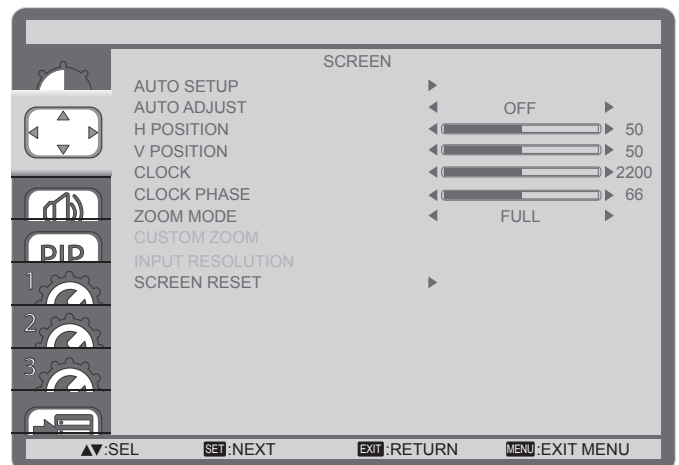 SCREEN
AUTO SETUP
AUTO ADJUST OFF
H POSITION 50
V POSITION 50
CLOCK 2200
CLOCK PHASE 66
ZOOM MODE FULL
CUSTOM ZOOM
INPUT RESOLUTION
SCREEN RESET
PIP
1
2
3
:SEL SET :NEXT EXIT :RETURN MENU :EXIT MENU